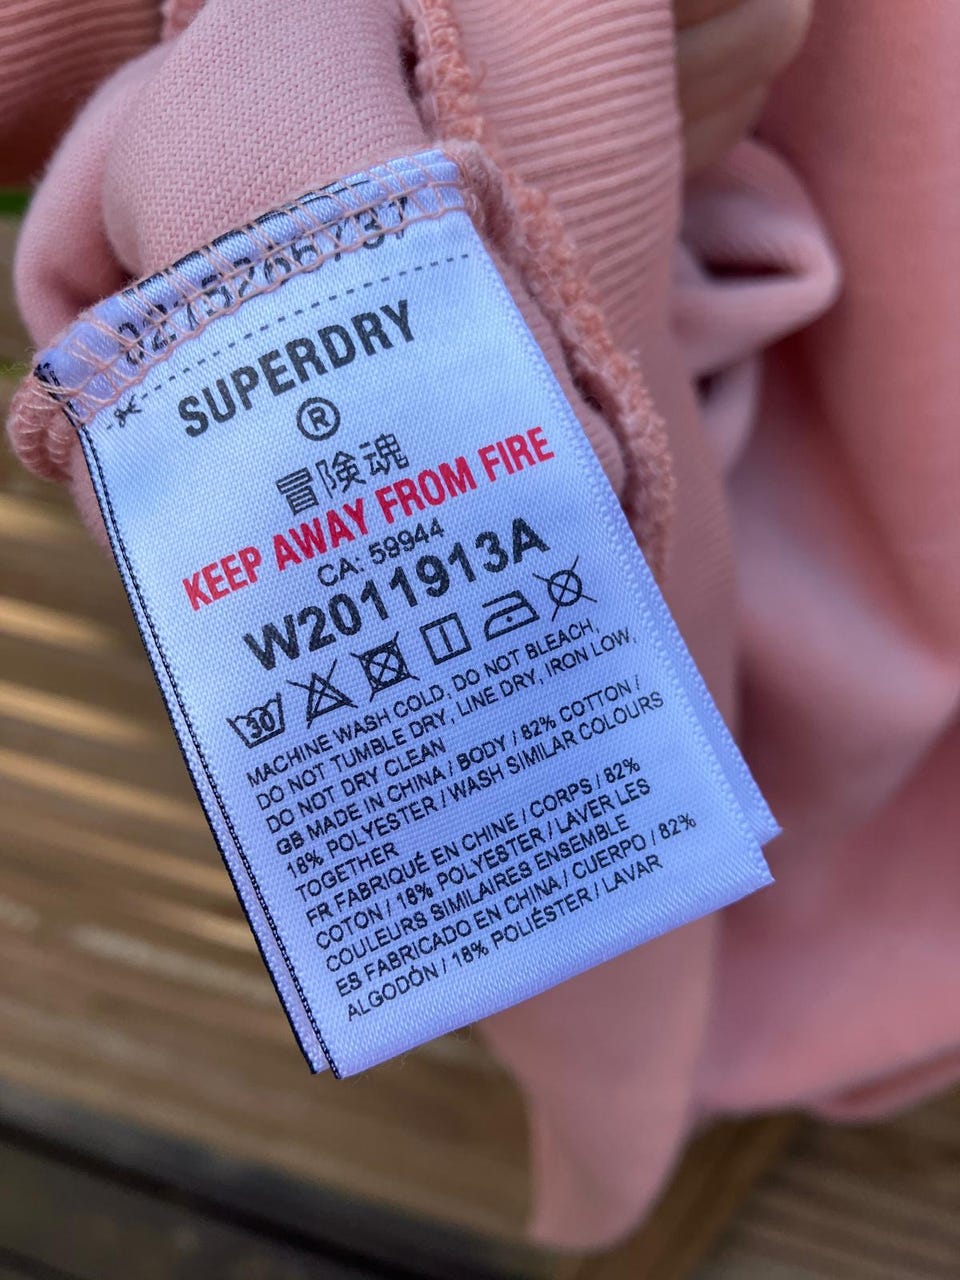 SUPERDRY
®
冒険魂
KEEP AWAY FROM FIRE
CA: 59944
W2011913A
30
MACHINE WASH COLD, DO NOT BLEACH,
DO NOT TUMBLE DRY, LINE DRY, IRON LOW,
DO NOT DRY CLEAN
GB MADE IN CHINA / BODY / 82% COTTON /
18% POLYESTER / WASH SIMILAR COLOURS
TOGETHER
FR FABRIQUÉ EN CHINE / CORPS / 82%
COTON / 18% POLYESTER / LAVER LES
COULEURS SIMILAIRES ENSEMBLE
ES FABRICADO EN CHINA / CUERPO / 82%
ALGODÓN / 18% POLIÉSTER / LAVAR